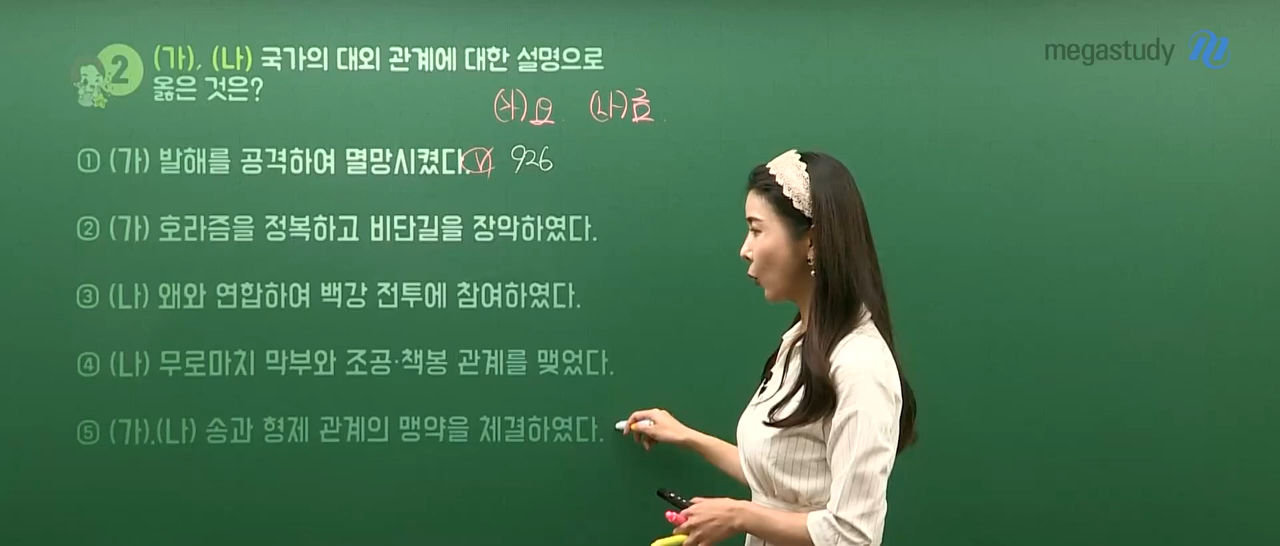 megastudy
2 (가), (나) 국가의 대외 관계에 대한 설명으로
옳은 것은?
(가)요 (나)금
① (가) 발해를 공격하여 멸망시켰다. V 926
② (가) 호라즘을 정복하고 비단길을 장악하였다.
③ (나) 왜와 연합하여 백강 전투에 참여하였다.
④ (나) 무로마치 막부와 조공·책봉 관계를 맺었다.
⑤ (가),(나) 송과 형제 관계의 맹약을 체결하였다.